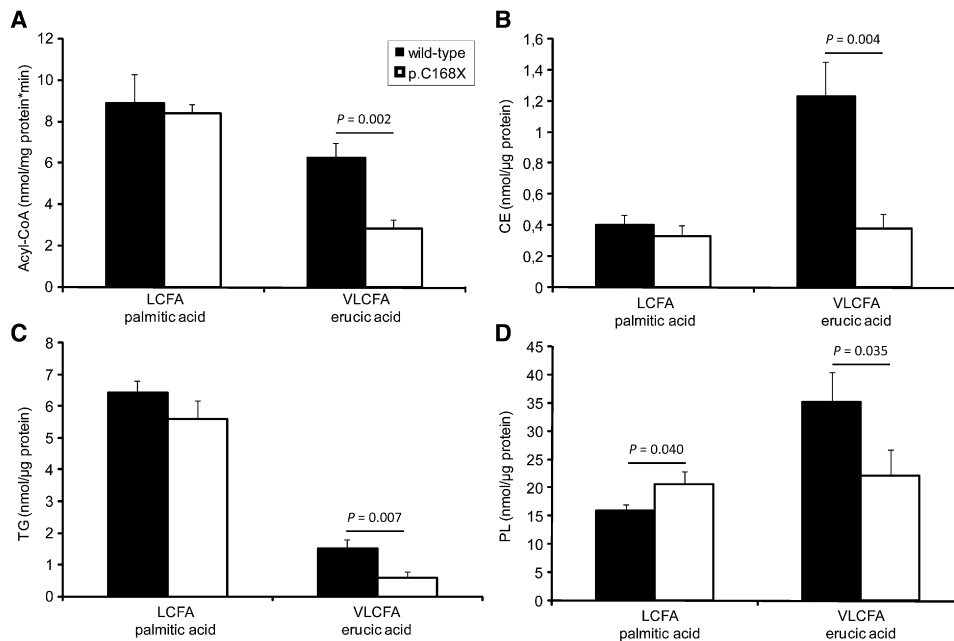 A
Acyl-CoA (nmol/mg protein*min)
12
10
8
6
4
2
0
wild-type
p.C168X
P = 0.002
LCFA
palmitic acid
VLCFA
erucic acid
B
CE (nmol/µg protein)
1,6
1,4
1,2
1
0,8
0,6
0,4
0,2
0
P = 0.004
LCFA
palmitic acid
VLCFA
erucic acid
C
TG (nmol/µg protein)
8
7
6
5
4
3
2
1
0
P = 0.007
LCFA
palmitic acid
VLCFA
erucic acid
D
PL (nmol/µg protein)
45
40
35
30
25
20
15
10
5
0
P = 0.040
P = 0.035
LCFA
palmitic acid
VLCFA
erucic acid